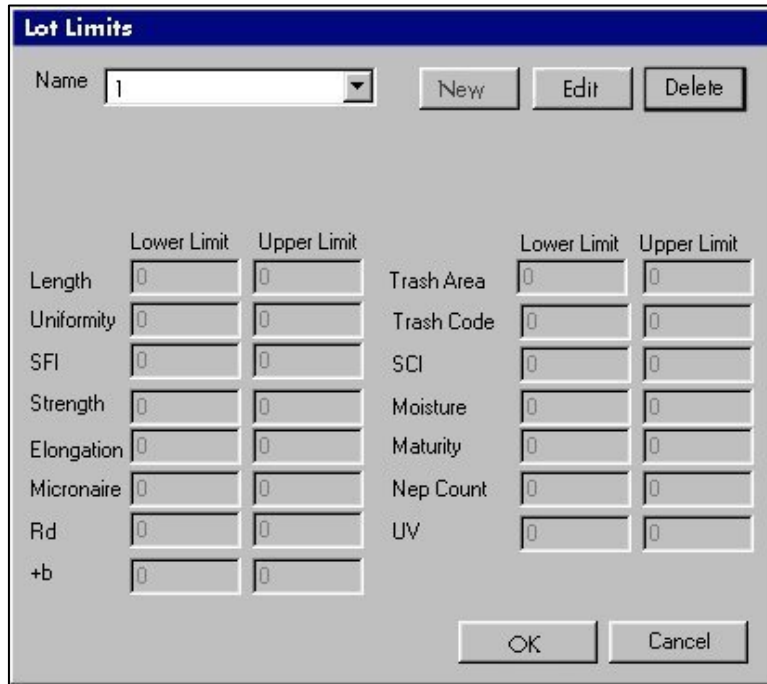 Lot Limits
Name 1 New Edit Delete
Lower Limit Upper Limit Lower Limit Upper Limit
Length 0 0 Trash Area 0 0
Uniformity 0 0 Trash Code 0 0
SFI 0 0 SCI 0 0
Strength 0 0 Moisture 0 0
Elongation 0 0 Maturity 0 0
Micronaire 0 0 Nep Count 0 0
Rd 0 0 UV 0 0
+b 0 0
OK Cancel